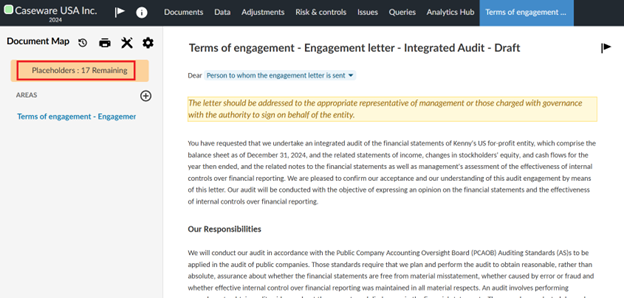 Caseware USA Inc.
2024
Documents Data Adjustments Risk & controls Issues Queries Analytics Hub Terms of engagement ...
Document Map
Placeholders : 17 Remaining
AREAS
Terms of engagement - Engagemer
Terms of engagement - Engagement letter - Integrated Audit - Draft
Dear Person to whom the engagement letter is sent
The letter should be addressed to the appropriate representative of management or those charged with governance
with the authority to sign on behalf of the entity.
You have requested that we undertake an integrated audit of the financial statements of Kenny's US for-profit entity, which comprise the
balance sheet as of December 31, 2024, and the related statements of income, changes in stockholders' equity, and cash flows for the
year then ended, and the related notes to the financial statements as well as management's assessment of the effectiveness of internal
controls over financial reporting. We are pleased to confirm our acceptance and our understanding of this audit engagement by means
of this letter. Our audit will be conducted with the objective of expressing an opinion on the financial statements and the effectiveness
of internal controls over financial reporting.
Our Responsibilities
We will conduct our audit in accordance with the Public Company Accounting Oversight Board (PCAOB) Auditing Standards (AS)s to be
applied in the audit of public companies. Those standards require that we plan and perform the audit to obtain reasonable, rather than
absolute, assurance about whether the financial statements are free from material misstatement, whether caused by error or fraud and
whether effective internal control over financial reporting was maintained in all material respects. An audit involves performing